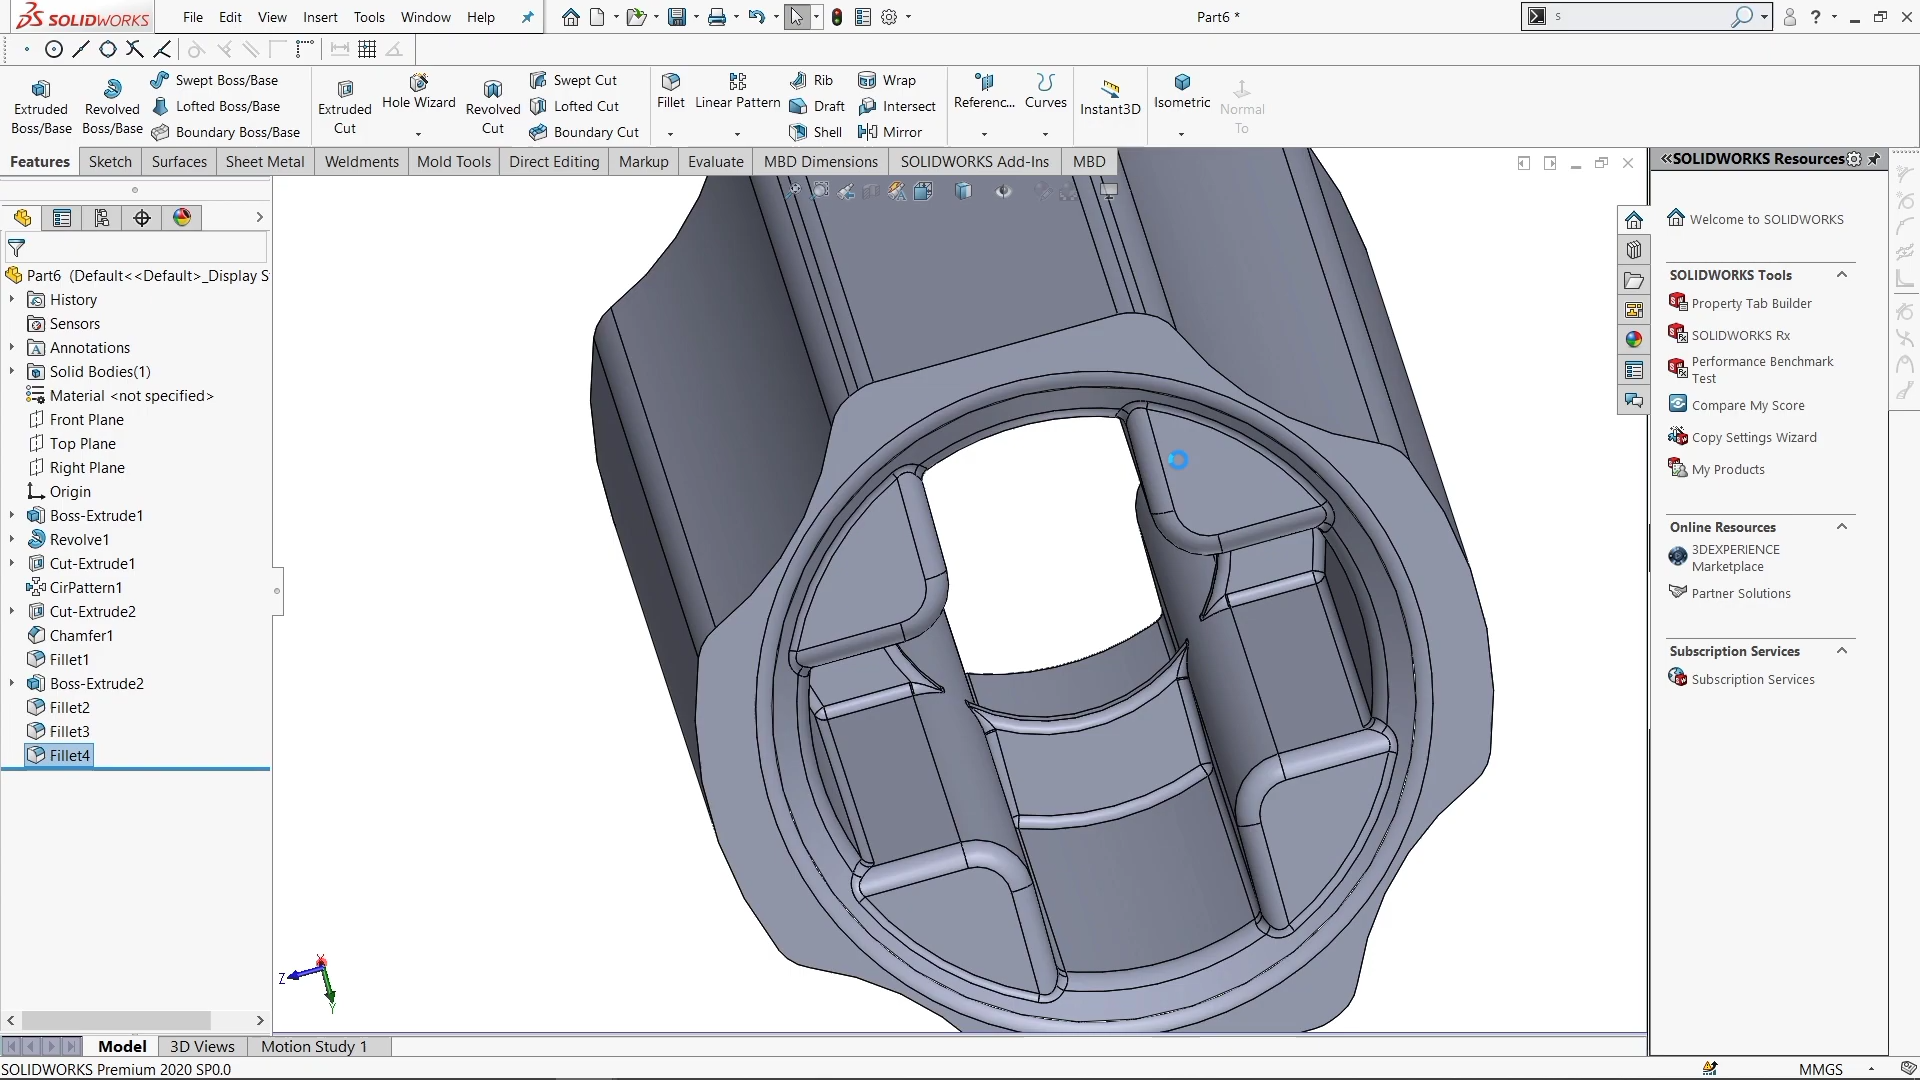 SOLIDWORKS
File Edit View Insert Tools Window Help
Part6 *
s
Extruded Boss/Base
Revolved Boss/Base
Swept Boss/Base
Lofted Boss/Base
Boundary Boss/Base
Extruded Cut
Hole Wizard
Revolved Cut
Swept Cut
Lofted Cut
Boundary Cut
Fillet
Linear Pattern
Rib
Draft
Shell
Wrap
Intersect
Mirror
Referenc...
Curves
Instant3D
Isometric
Normal To
Features Sketch Surfaces Sheet Metal Weldments Mold Tools Direct Editing Markup Evaluate MBD Dimensions SOLIDWORKS Add-Ins MBD
Part6 (Default<<Default>_Display S
History
Sensors
Annotations
Solid Bodies(1)
Material <not specified>
Front Plane
Top Plane
Right Plane
Origin
Boss-Extrude1
Revolve1
Cut-Extrude1
CirPattern1
Cut-Extrude2
Chamfer1
Fillet1
Boss-Extrude2
Fillet2
Fillet3
Fillet4
Z
Y
SOLIDWORKS Resources
Welcome to SOLIDWORKS
SOLIDWORKS Tools
Property Tab Builder
SOLIDWORKS Rx
Performance Benchmark
Test
Compare My Score
Copy Settings Wizard
My Products
Online Resources
3DEXPERIENCE
Marketplace
Partner Solutions
Subscription Services
Subscription Services
Model 3D Views Motion Study 1
SOLIDWORKS Premium 2020 SP0.0
MMGS